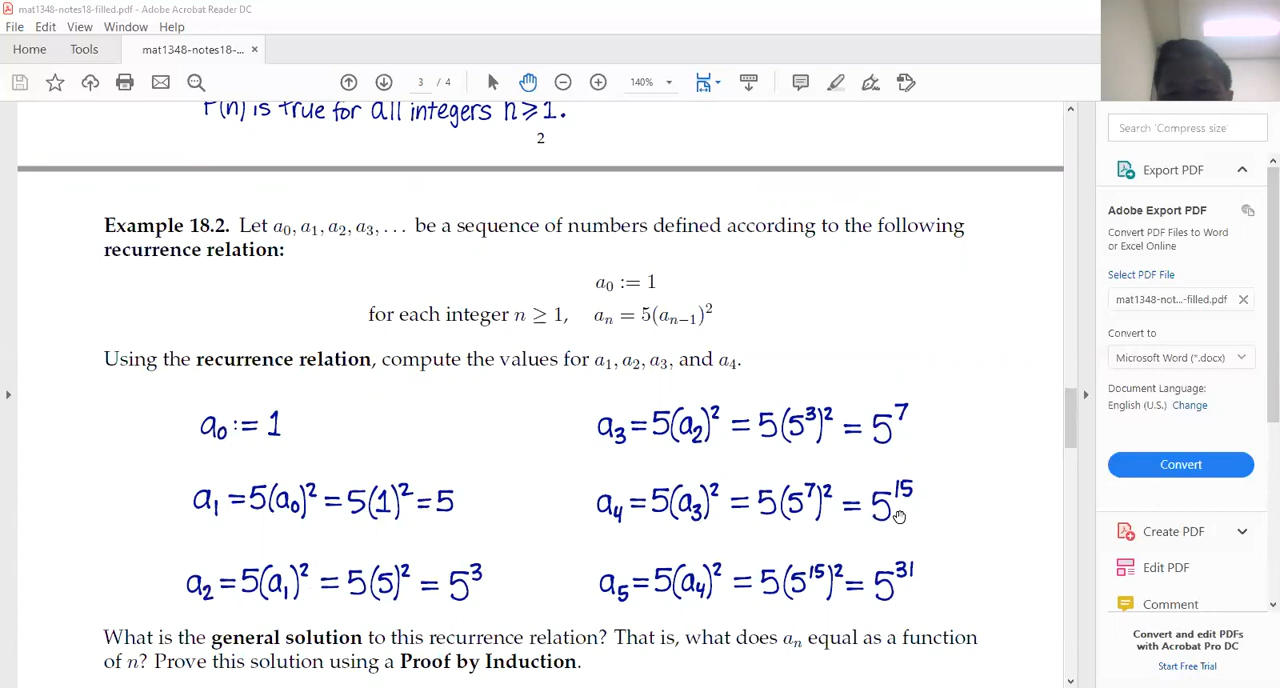 mat1348-notes18-filled.pdf - Adobe Acrobat Reader DC
File Edit View Window Help
Home Tools mat1348-notes18-... ×
3 / 4 140%
P(n) is true for all integers n ≥ 1.
2
Example 18.2. Let a₀, a₁, a₂, a₃, ... be a sequence of numbers defined according to the following
recurrence relation:
a₀ := 1
for each integer n ≥ 1, aₙ = 5(aₙ₋₁)²
Using the recurrence relation, compute the values for a₁, a₂, a₃, and a₄.
a₀ := 1
a₁ = 5(a₀)² = 5(1)² = 5
a₂ = 5(a₁)² = 5(5)² = 5³
a₃ = 5(a₂)² = 5(5³)² = 5⁷
a₄ = 5(a₃)² = 5(5⁷)² = 5¹⁵
a₅ = 5(a₄)² = 5(5¹⁵)² = 5³¹
What is the general solution to this recurrence relation? That is, what does aₙ equal as a function
of n? Prove this solution using a Proof by Induction.
Search 'Compress size'
Export PDF
Adobe Export PDF
Convert PDF Files to Word
or Excel Online
Select PDF File
mat1348-not...-filled.pdf ×
Convert to
Microsoft Word (*.docx)
Document Language:
English (U.S.) Change
Convert
Create PDF
Edit PDF
Comment
Convert and edit PDFs
with Acrobat Pro DC
Start Free Trial